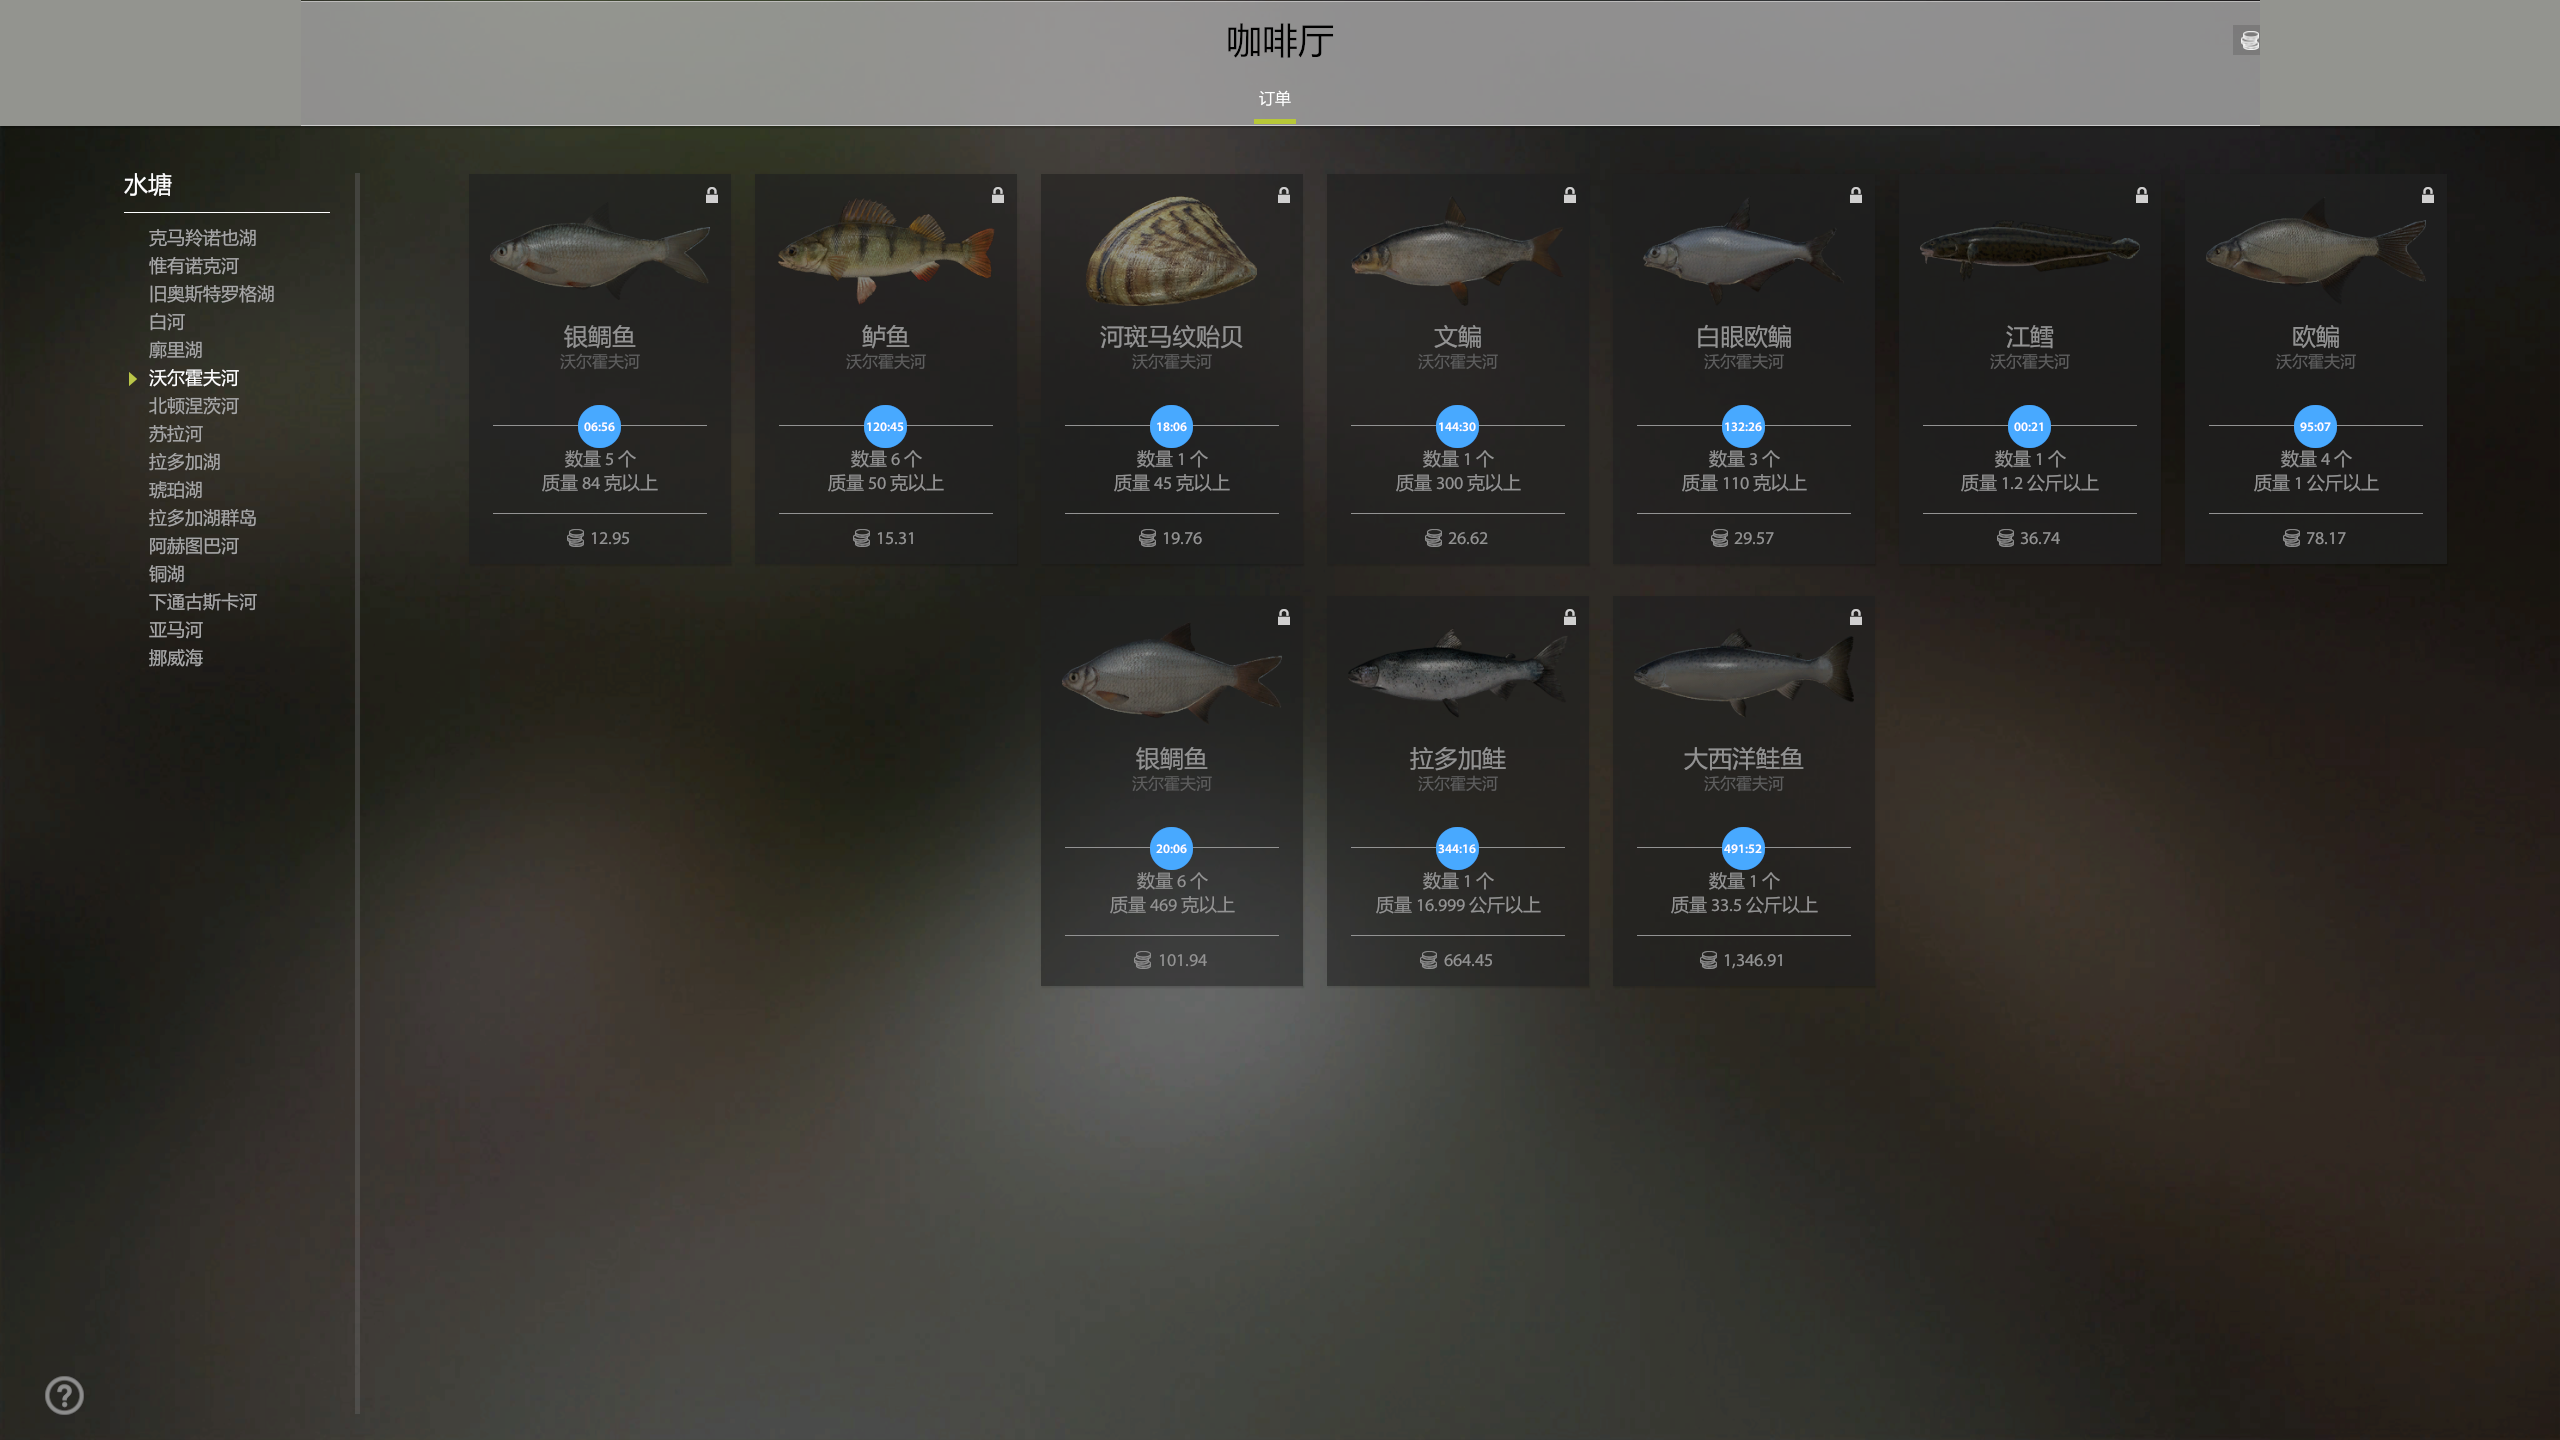 咖啡厅
订单
水塘
克马羚诺也湖
惟有诺克河
旧奥斯特罗格湖
白河
廓里湖
沃尔霍夫河
北顿涅茨河
苏拉河
拉多加湖
琥珀湖
拉多加湖群岛
阿赫图巴河
铜湖
下通古斯卡河
亚马河
挪威海
银鲷鱼
沃尔霍夫河
06:56
数量 5 个
质量 84 克以上
12.95
鲈鱼
沃尔霍夫河
120:45
数量 6 个
质量 50 克以上
15.31
河斑马纹贻贝
沃尔霍夫河
18:06
数量 1 个
质量 45 克以上
19.76
文鳊
沃尔霍夫河
144:30
数量 1 个
质量 300 克以上
26.62
白眼欧鳊
沃尔霍夫河
132:26
数量 3 个
质量 110 克以上
29.57
江鳕
沃尔霍夫河
00:21
数量 1 个
质量 1.2 公斤以上
36.74
欧鳊
沃尔霍夫河
95:07
数量 4 个
质量 1 公斤以上
78.17
银鲷鱼
沃尔霍夫河
20:06
数量 6 个
质量 469 克以上
101.94
拉多加鲑
沃尔霍夫河
344:16
数量 1 个
质量 16.999 公斤以上
664.45
大西洋鲑鱼
沃尔霍夫河
491:52
数量 1 个
质量 33.5 公斤以上
1,346.91
?